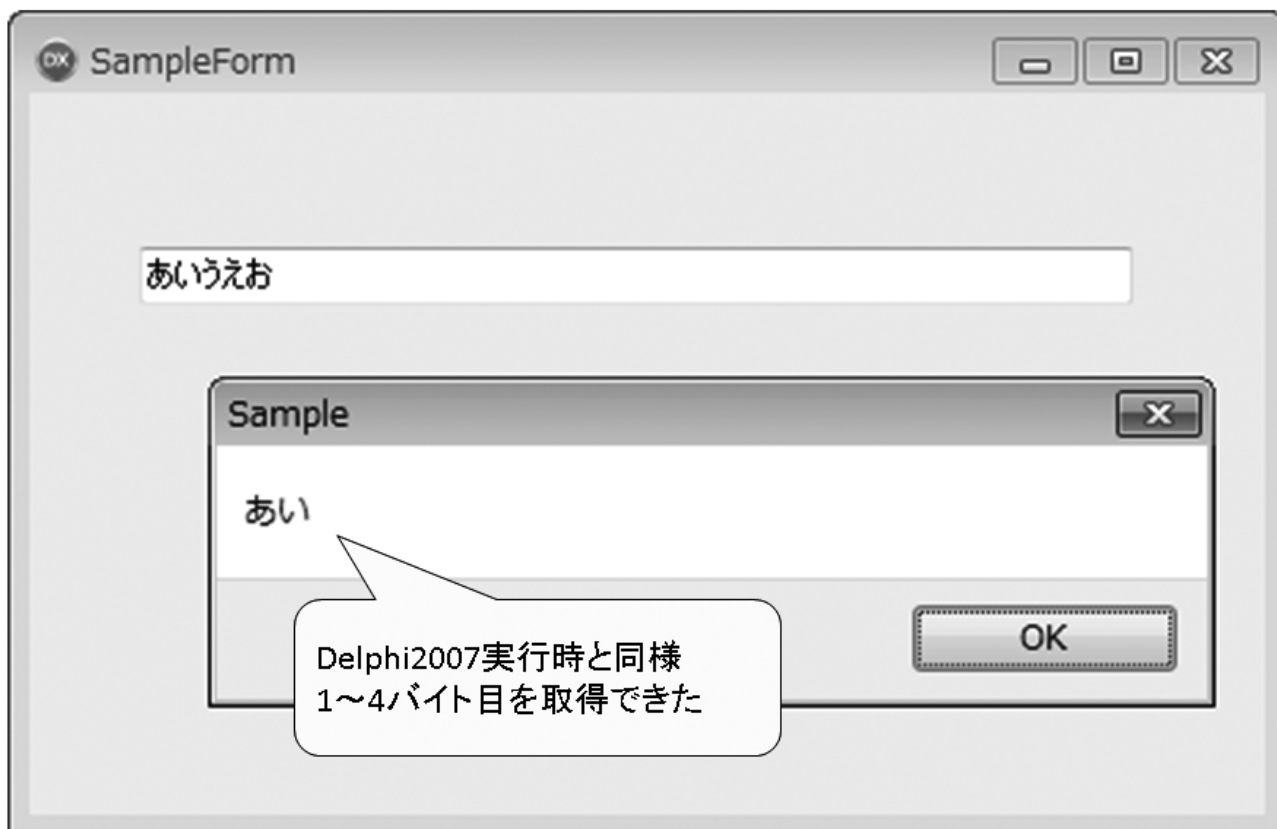 DX SampleForm
あいうえお
Sample
あい
OK
Delphi2007実行時と同様
1～4バイト目を取得できた